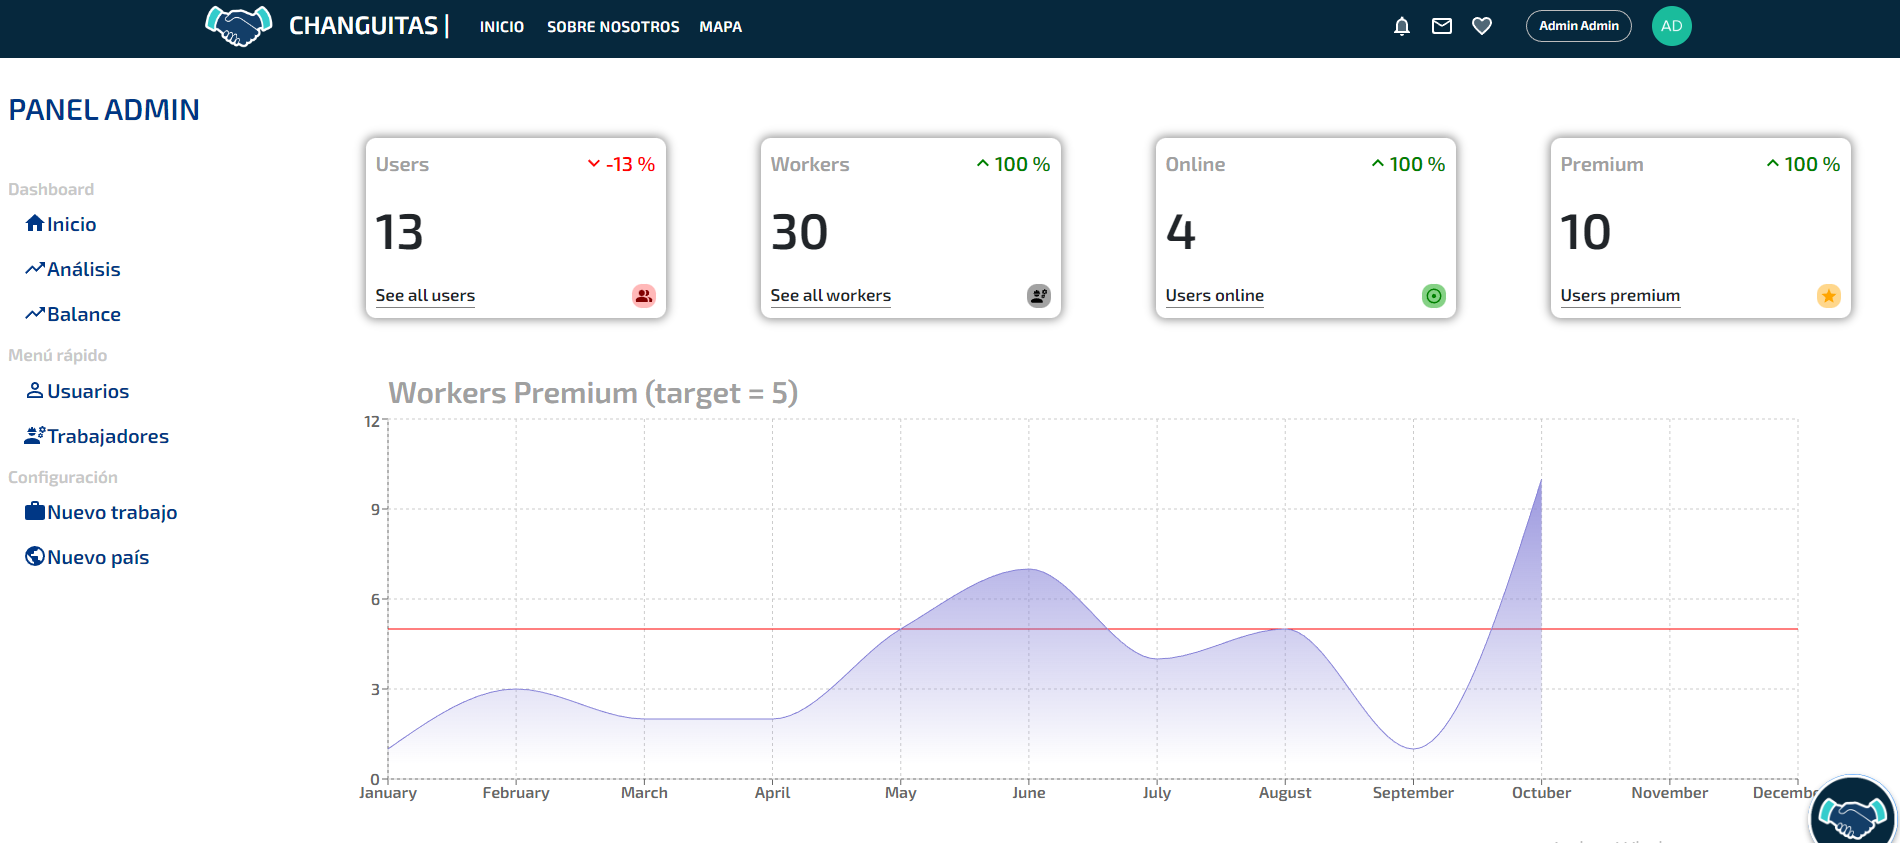 CHANGUITAS |
INICIO
SOBRE NOSOTROS
MAPA
Admin Admin
AD
PANEL ADMIN
Dashboard
Inicio
Análisis
Balance
Menú rápido
Usuarios
Trabajadores
Configuración
Nuevo trabajo
Nuevo país
Users
-13 %
13
See all users
Workers
100 %
30
See all workers
Online
100 %
4
Users online
Premium
100 %
10
Users premium
Workers Premium (target = 5)
12
9
6
3
0
January February March April May June July August September Octuber November